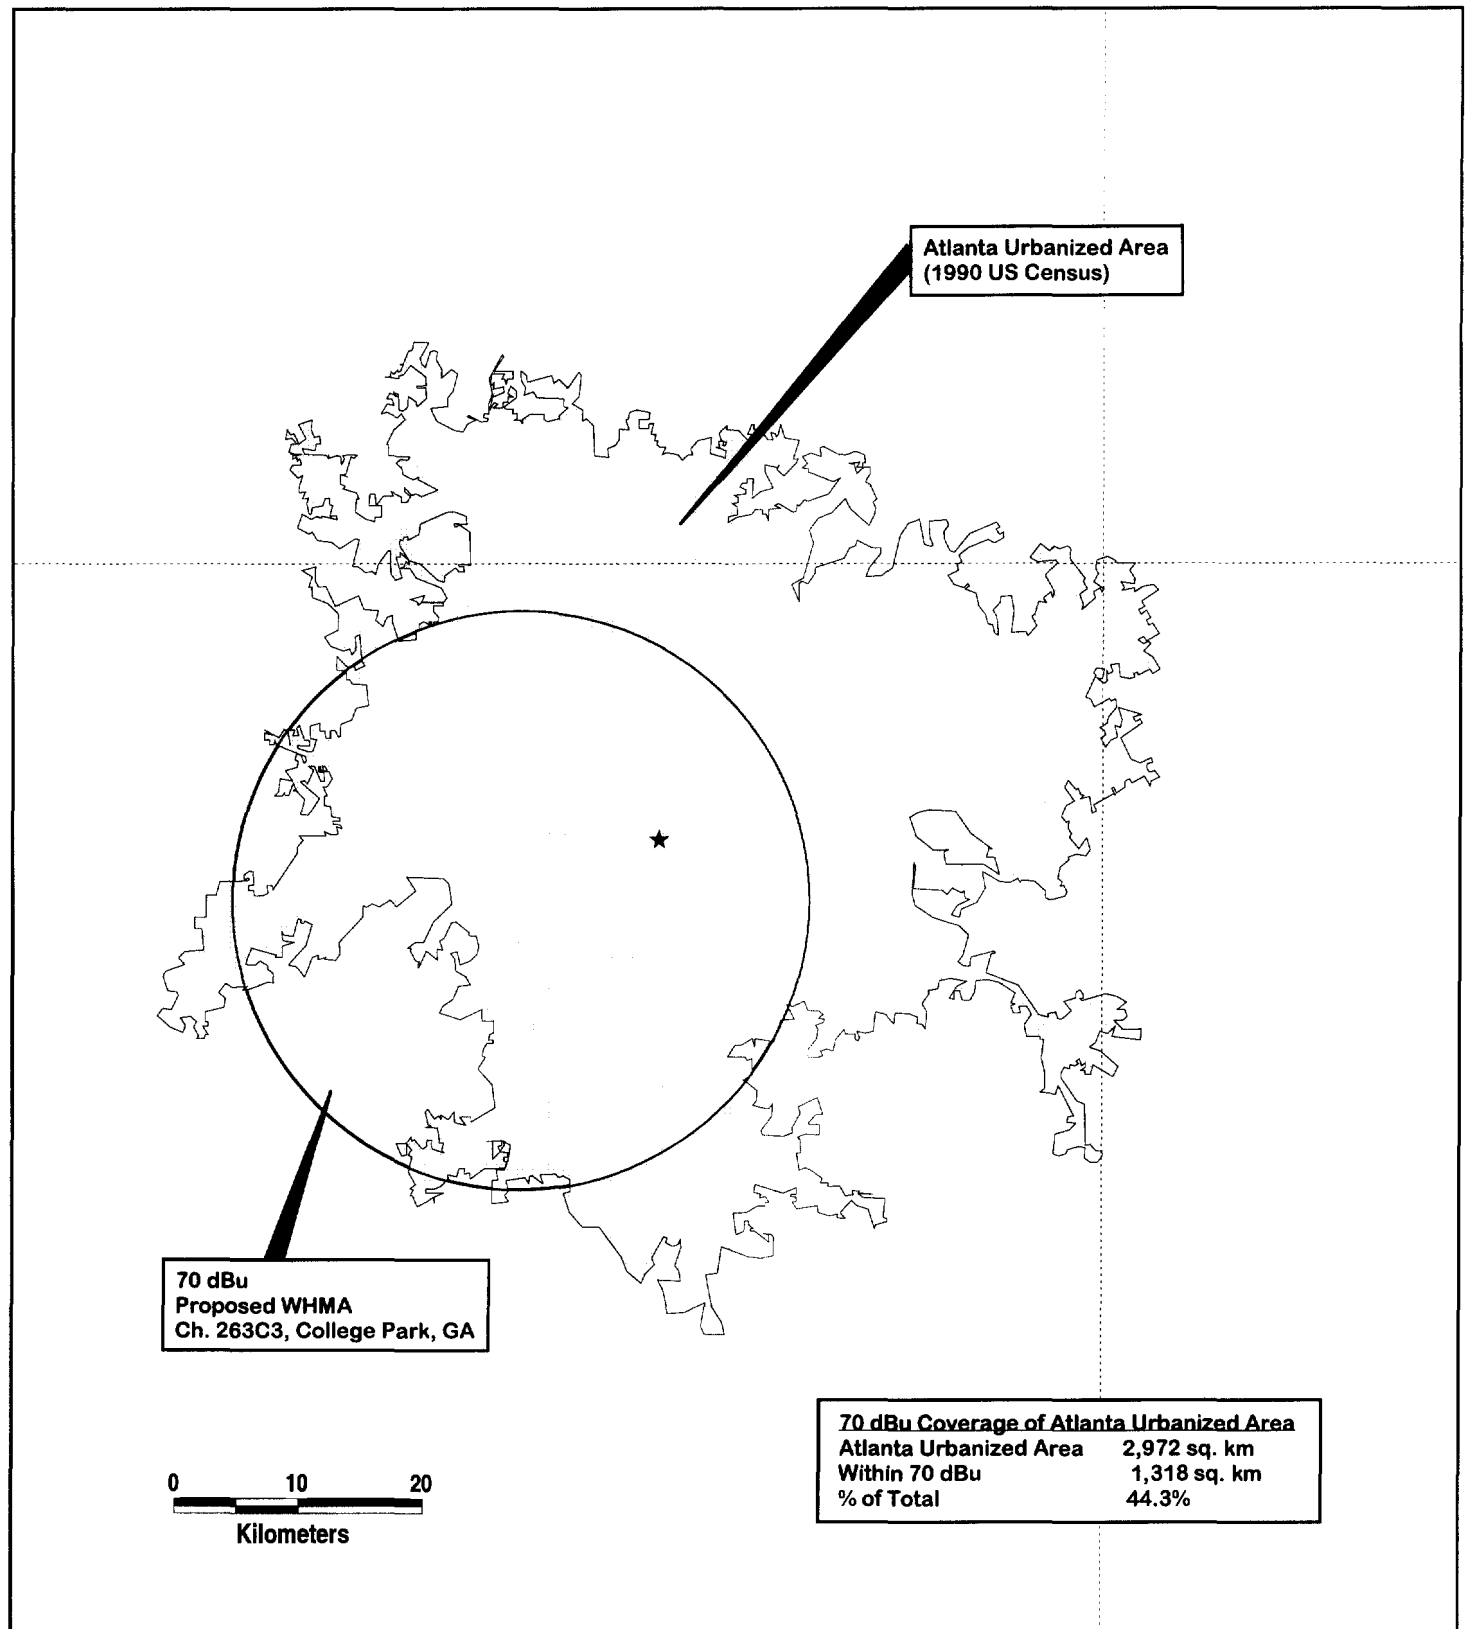 Atlanta Urbanized Area
(1990 US Census)
70 dBu
Proposed WHMA
Ch. 263C3, College Park, GA
70 dBu Coverage of Atlanta Urbanized Area
Atlanta Urbanized Area 2,972 sq. km
Within 70 dBu 1,318 sq. km
% of Total 44.3%
0 10 20
Kilometers